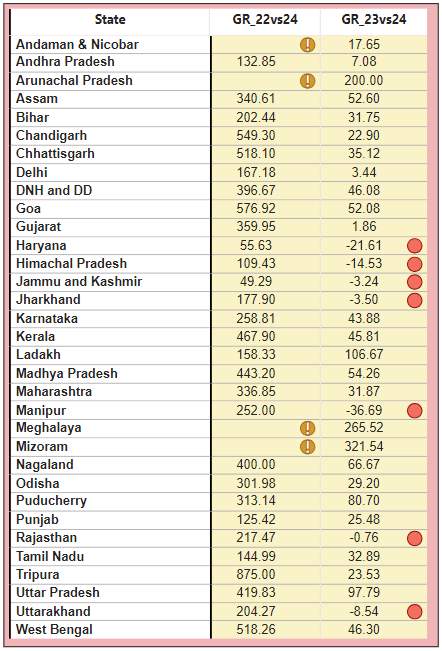 State GR_22vs24 GR_23vs24
Andaman & Nicobar ! 17.65
Andhra Pradesh 132.85 7.08
Arunachal Pradesh ! 200.00
Assam 340.61 52.60
Bihar 202.44 31.75
Chandigarh 549.30 22.90
Chhattisgarh 518.10 35.12
Delhi 167.18 3.44
DNH and DD 396.67 46.08
Goa 576.92 52.08
Gujarat 359.95 1.86
Haryana 55.63 -21.61
Himachal Pradesh 109.43 -14.53
Jammu and Kashmir 49.29 -3.24
Jharkhand 177.90 -3.50
Karnataka 258.81 43.88
Kerala 467.90 45.81
Ladakh 158.33 106.67
Madhya Pradesh 443.20 54.26
Maharashtra 336.85 31.87
Manipur 252.00 -36.69
Meghalaya ! 265.52
Mizoram ! 321.54
Nagaland 400.00 66.67
Odisha 301.98 29.20
Puducherry 313.14 80.70
Punjab 125.42 25.48
Rajasthan 217.47 -0.76
Tamil Nadu 144.99 32.89
Tripura 875.00 23.53
Uttar Pradesh 419.83 97.79
Uttarakhand 204.27 -8.54
West Bengal 518.26 46.30